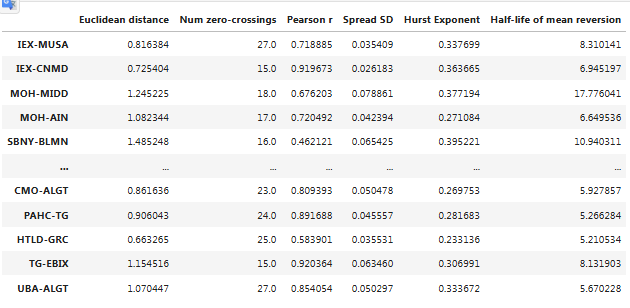 Euclidean distance Num zero-crossings Pearson r Spread SD Hurst Exponent Half-life of mean reversion
IEX-MUSA 0.816384 27.0 0.718885 0.035409 0.337699 8.310141
IEX-CNMD 0.725404 15.0 0.919673 0.026183 0.363665 6.945197
MOH-MIDD 1.245225 18.0 0.676203 0.078861 0.377194 17.776041
MOH-AIN 1.082344 17.0 0.720492 0.042394 0.271084 6.649536
SBNY-BLMN 1.485248 16.0 0.462121 0.065425 0.395221 10.940311
... ... ... ... ... ... ...
CMO-ALGT 0.861636 23.0 0.809393 0.050478 0.269753 5.927857
PAHC-TG 0.906043 24.0 0.891688 0.045557 0.281683 5.266284
HTLD-GRC 0.663265 25.0 0.583901 0.035531 0.233136 5.210534
TG-EBIX 1.154516 15.0 0.920364 0.063460 0.306991 8.131903
UBA-ALGT 1.070447 27.0 0.854054 0.050297 0.333672 5.670228